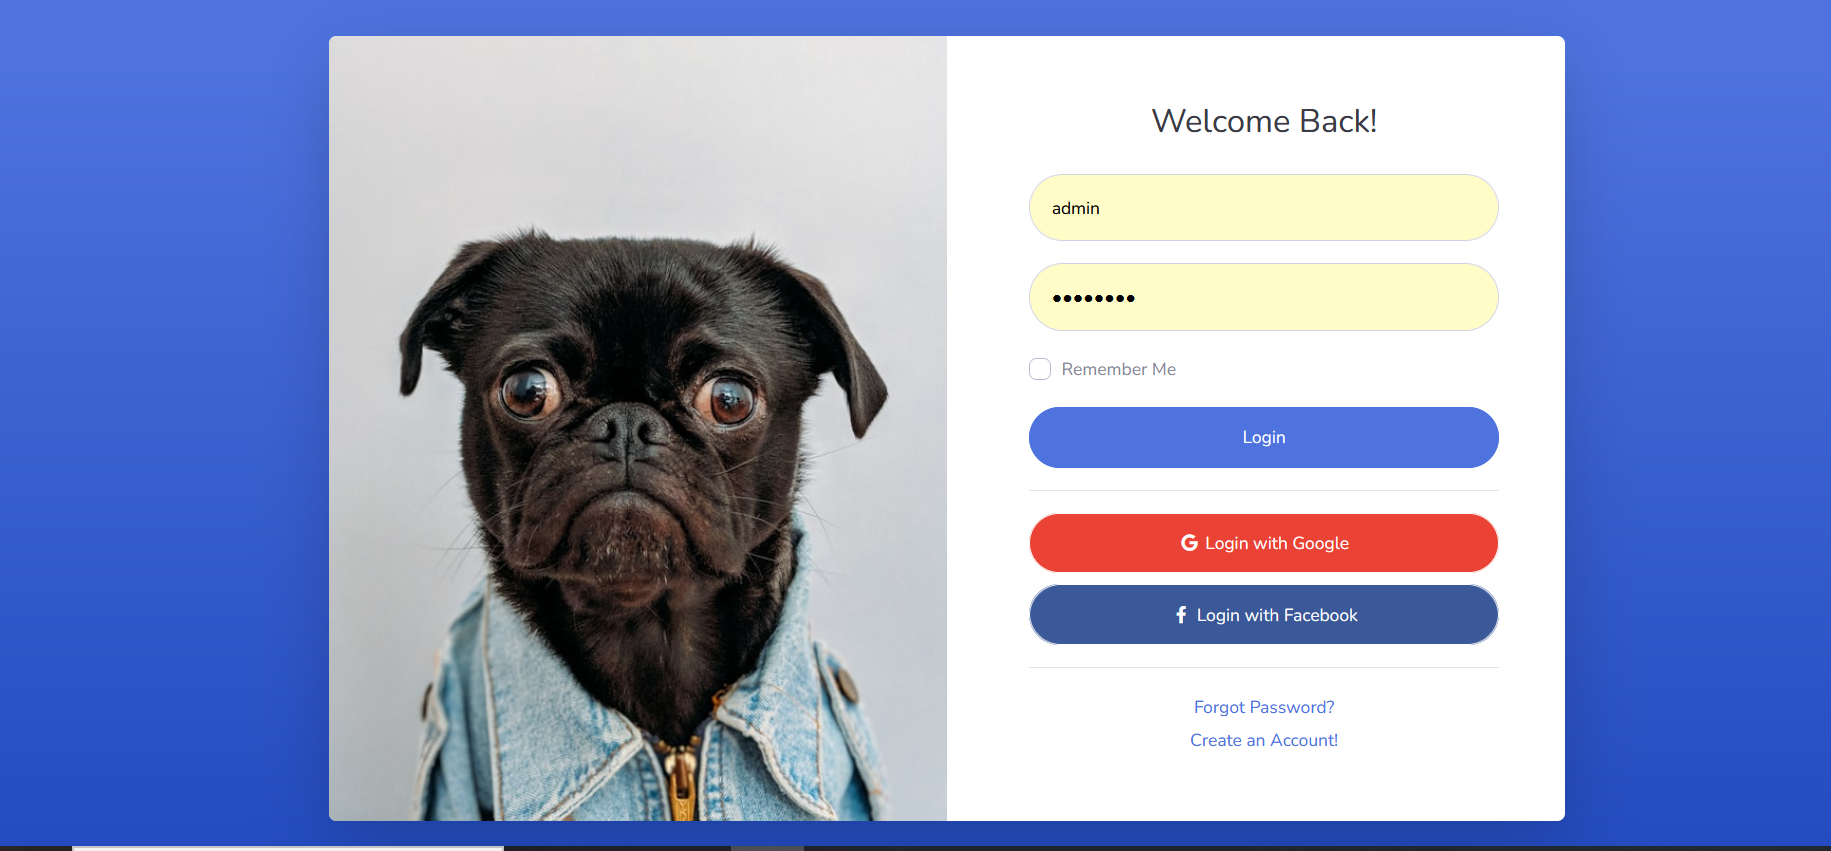 Welcome Back!
admin
••••••••
Remember Me
Login
Login with Google
Login with Facebook
Forgot Password?
Create an Account!